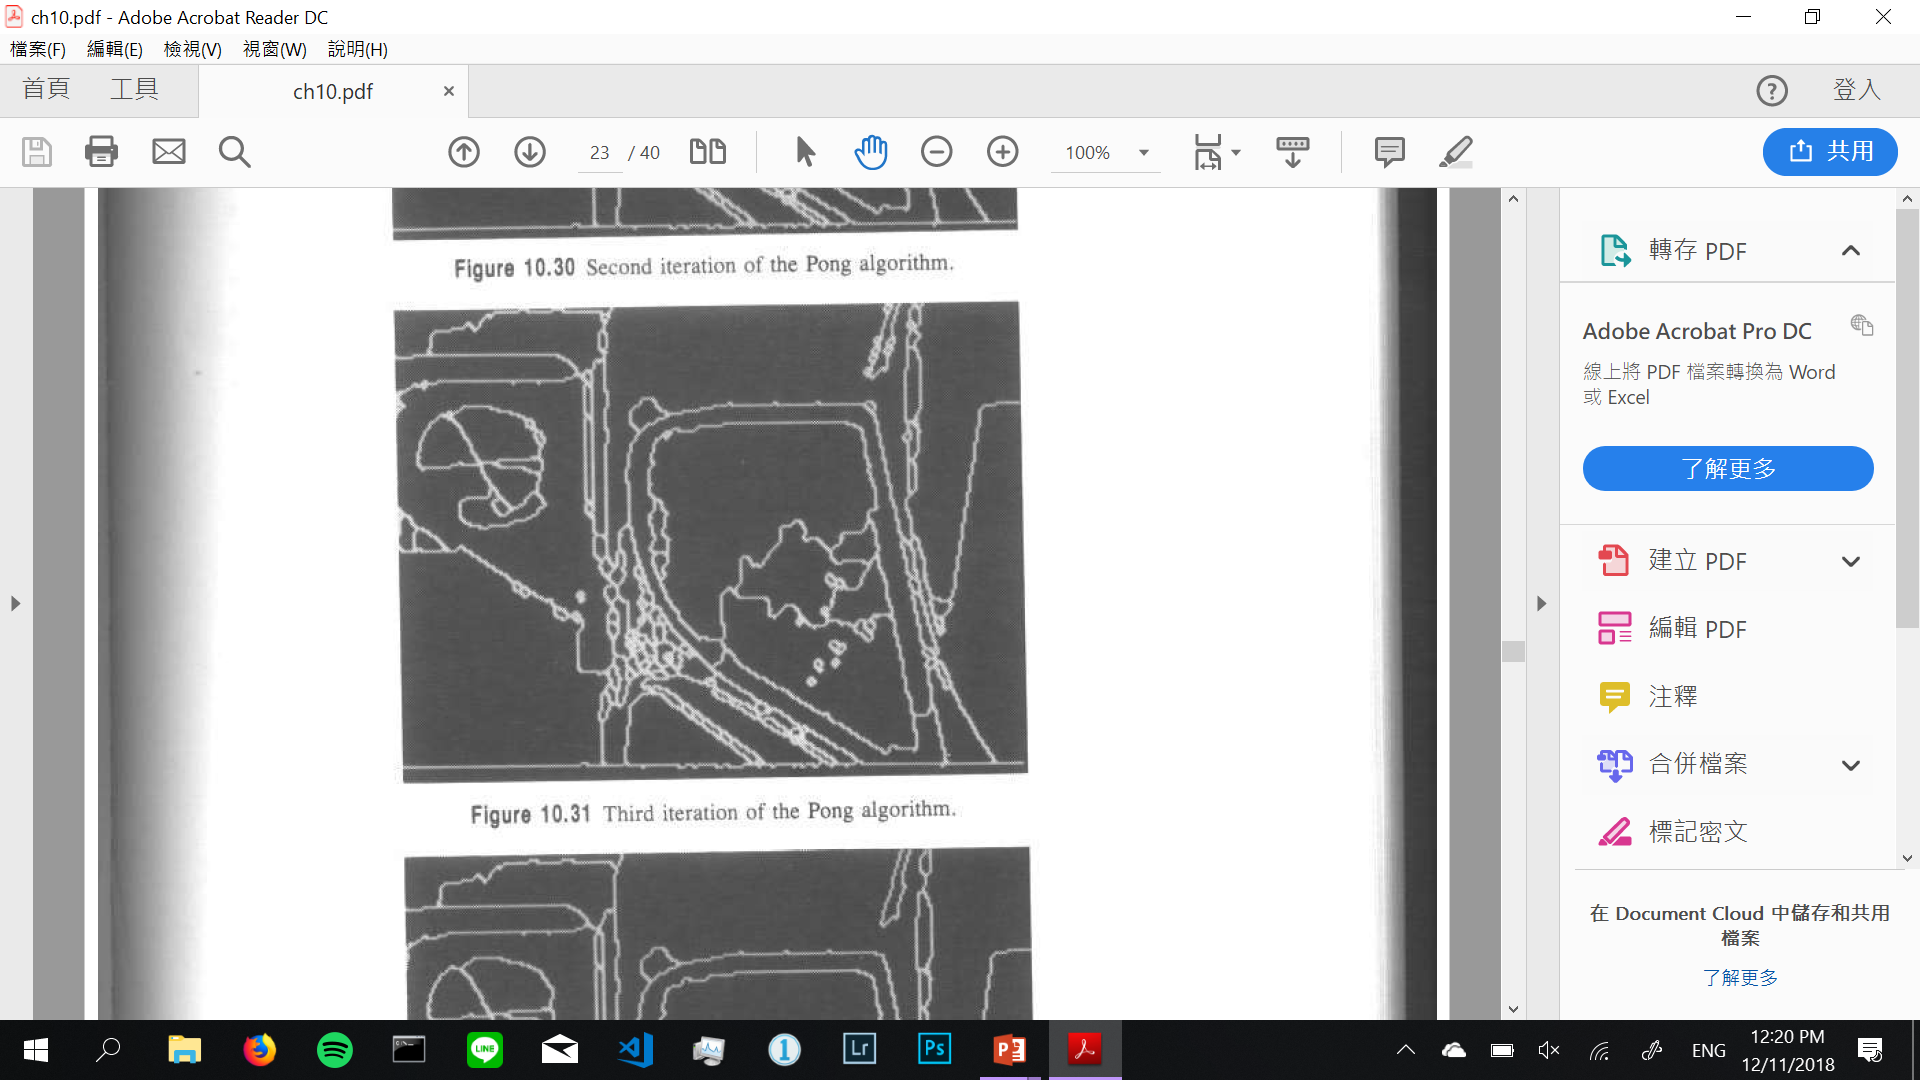 ch10.pdf - Adobe Acrobat Reader DC
檔案(F) 編輯(E) 檢視(V) 視窗(W) 說明(H)
首頁 工具 ch10.pdf × ? 登入
23 / 40 100% 共用
Figure 10.30 Second iteration of the Pong algorithm.
Figure 10.31 Third iteration of the Pong algorithm.
轉存 PDF
Adobe Acrobat Pro DC
線上將 PDF 檔案轉換為 Word
或 Excel
了解更多
建立 PDF
編輯 PDF
注釋
合併檔案
標記密文
在 Document Cloud 中儲存和共用
檔案
了解更多
LINE 1 Lr Ps
ENG
12:20 PM
12/11/2018